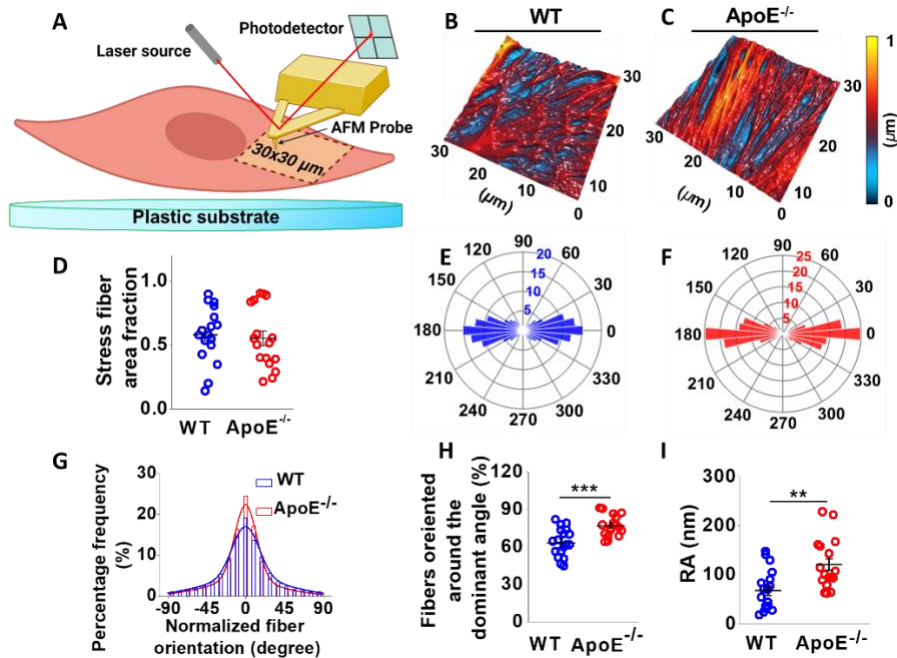 A
Laser source
Photodetector
AFM Probe
30x30 µm
Plastic substrate
B
WT
30
20
10
0
30
20
10
(µm)
C
ApoE-/-
30
20
10
0
30
20
10
(µm)
1
(µm)
0
D
Stress fiber
area fraction
1.0
0.5
0.0
WT
ApoE-/-
E
90
60
30
0
330
300
270
240
210
180
150
120
20
15
10
5
F
90
60
30
0
330
300
270
240
210
180
150
120
25
20
15
10
5
G
Percentage frequency
(%)
30
20
10
0
-90 -45 0 45 90
Normalized fiber
orientation (degree)
WT
ApoE-/-
H
Fibers oreiented
around the
dominant angle (%)
120
90
60
30
0
***
WT
ApoE-/-
I
RA (nm)
300
200
100
0
**
WT
ApoE-/-